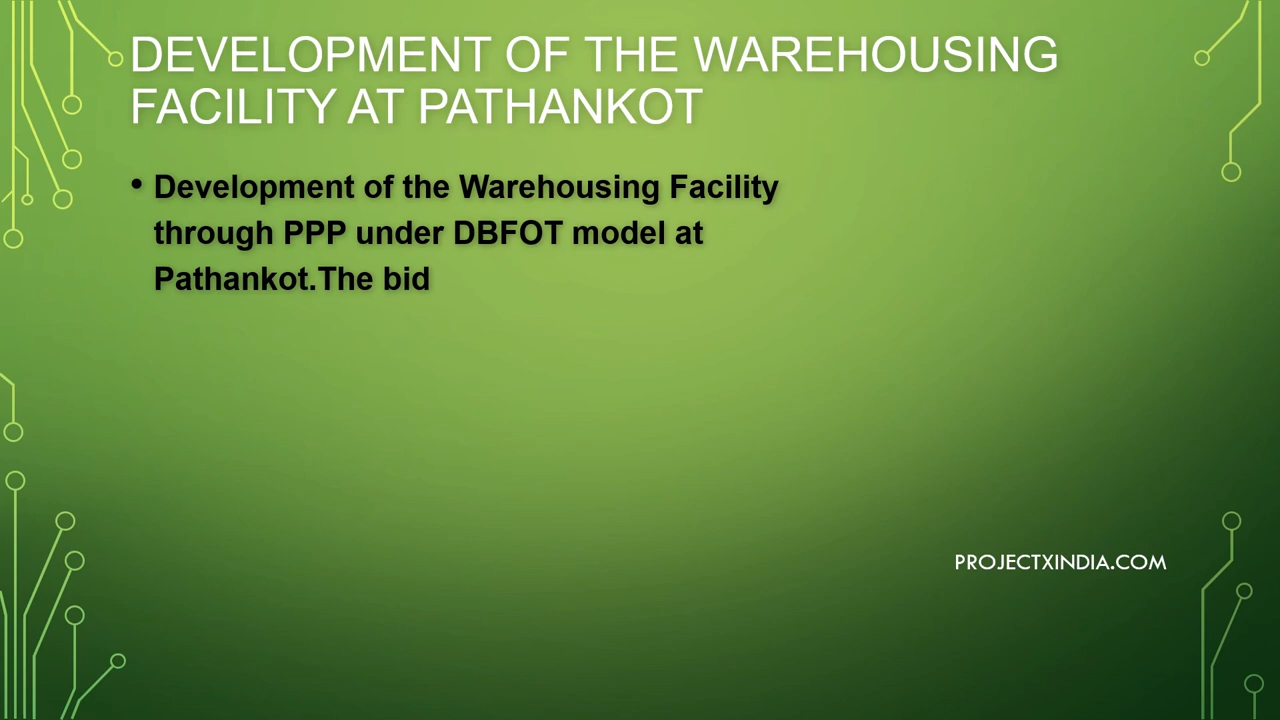 DEVELOPMENT OF THE WAREHOUSING
FACILITY AT PATHANKOT
• Development of the Warehousing Facility
through PPP under DBFOT model at
Pathankot.The bid
PROJECTXINDIA.COM